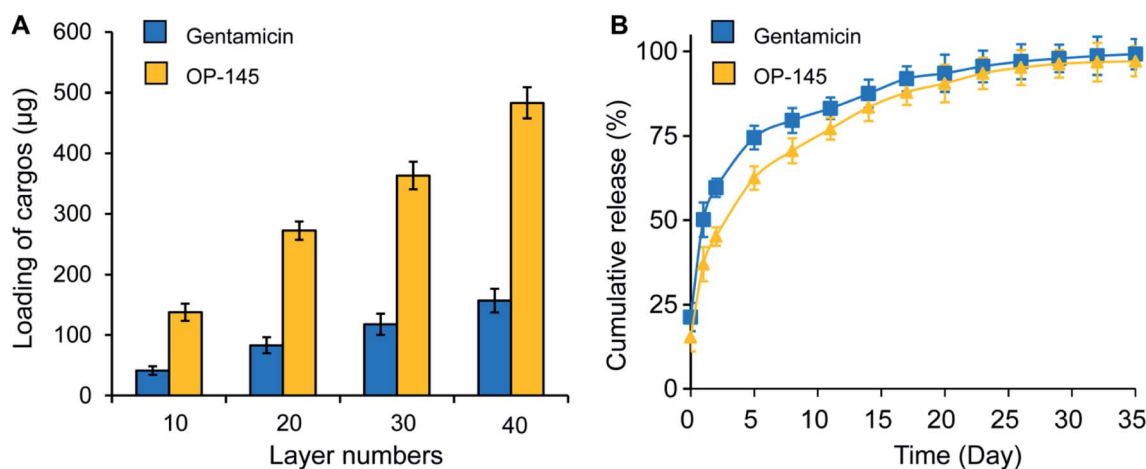 A
Gentamicin
OP-145
600
500
400
300
200
100
0
Loading of cargos (µg)
10 20 30 40
Layer numbers
B
Gentamicin
OP-145
100
75
50
25
0
Cumulative release (%)
0 5 10 15 20 25 30 35
Time (Day)